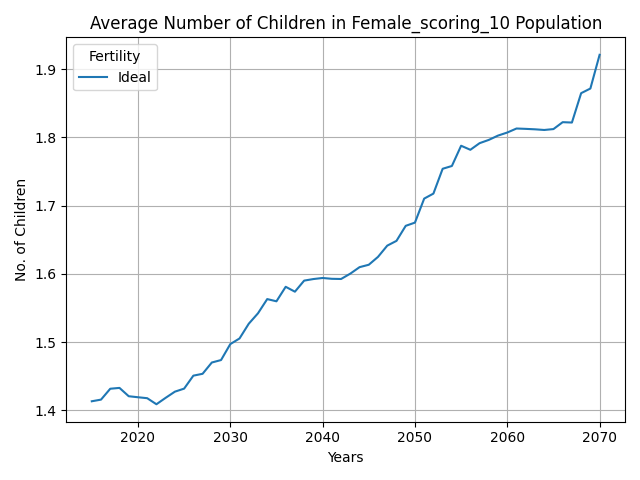 Average Number of Children in Female_scoring_10 Population
Fertility
Ideal
1.9
1.8
1.7
1.6
1.5
1.4
No. of Children
2020 2030 2040 2050 2060 2070
Years